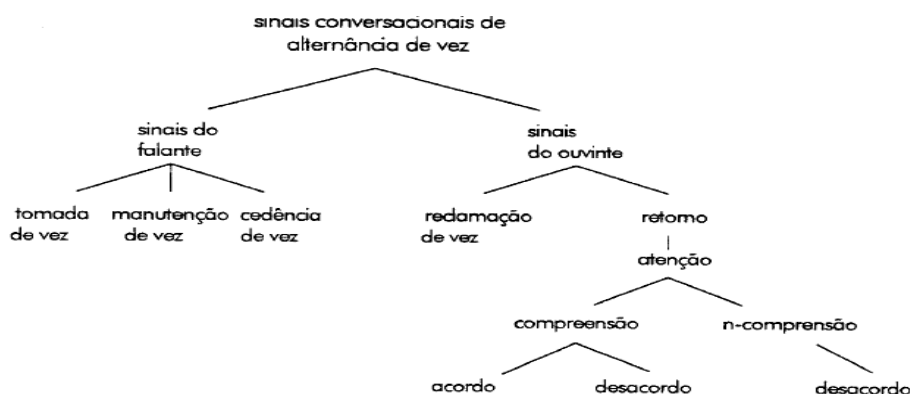 sinais conversacionais de
alternância de vez
sinais do
falante
sinais
do ouvinte
tomada
de vez
manutenção
de vez
cedência
de vez
reclamação
de vez
retorno
atenção
compreensão
n-comprensão
acordo
desacordo
desacordo